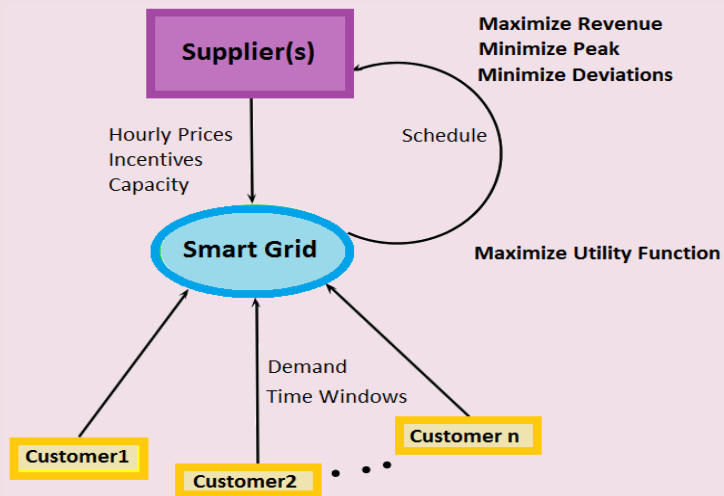 Supplier(s)
Maximize Revenue
Minimize Peak
Minimize Deviations
Hourly Prices
Incentives
Capacity
Schedule
Smart Grid
Maximize Utility Function
Demand
Time Windows
Customer1
Customer2
Customer n